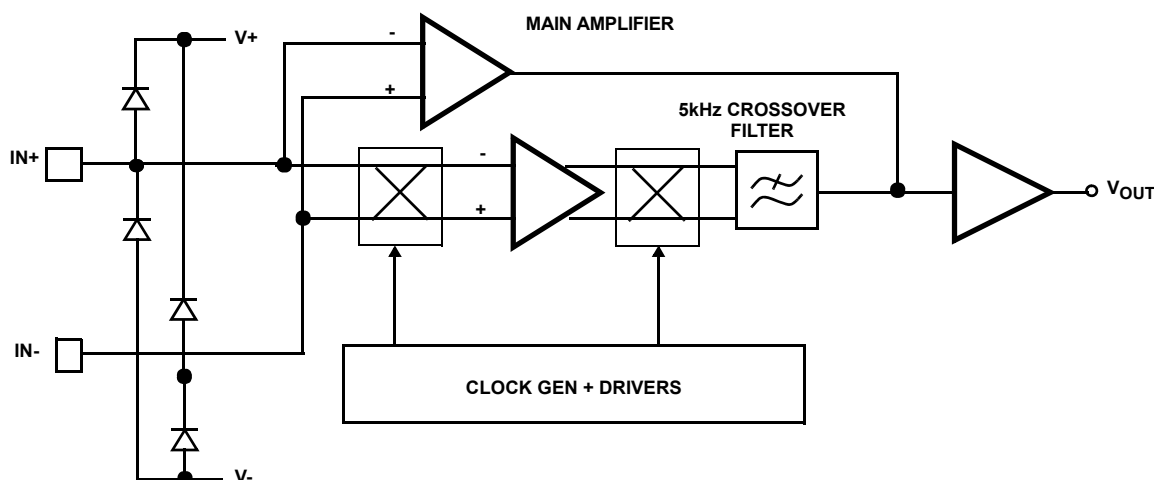 MAIN AMPLIFIER
V+
-
+
5kHz CROSSOVER
FILTER
IN+
-
+
VOUT
IN-
CLOCK GEN + DRIVERS
V-